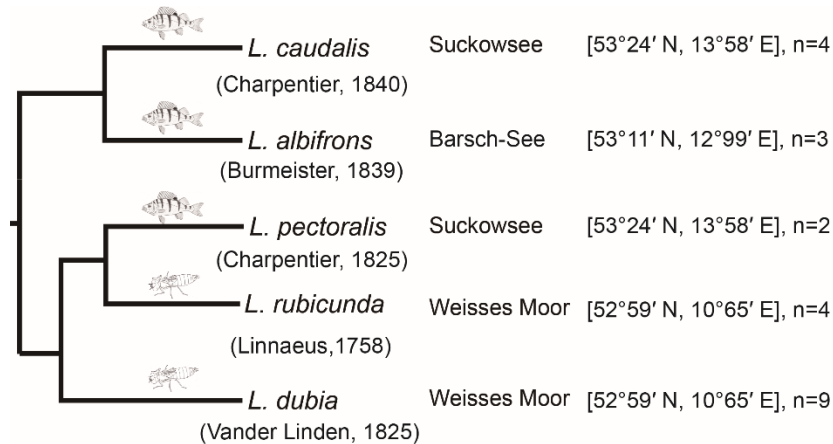 L. caudalis Suckowsee [53°24′ N, 13°58′ E], n=4
(Charpentier, 1840)
L. albifrons Barsch-See [53°11′ N, 12°99′ E], n=3
(Burmeister, 1839)
L. pectoralis Suckowsee [53°24′ N, 13°58′ E], n=2
(Charpentier, 1825)
L. rubicunda Weisses Moor [52°59′ N, 10°65′ E], n=4
(Linnaeus,1758)
L. dubia Weisses Moor [52°59′ N, 10°65′ E], n=9
(Vander Linden, 1825)